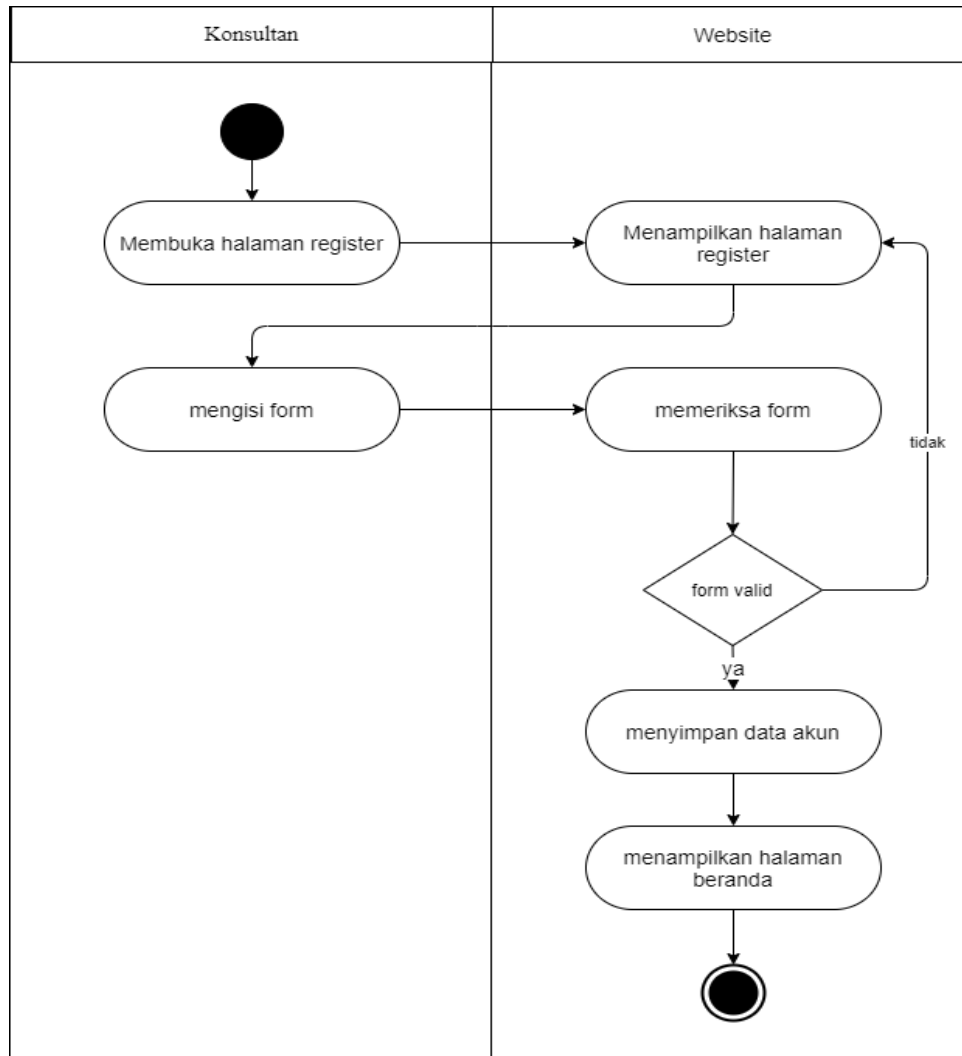 Konsultan
Website
Membuka halaman register
Menampilkan halaman
register
mengisi form
memeriksa form
tidak
form valid
ya
menyimpan data akun
menampilkan halaman
beranda